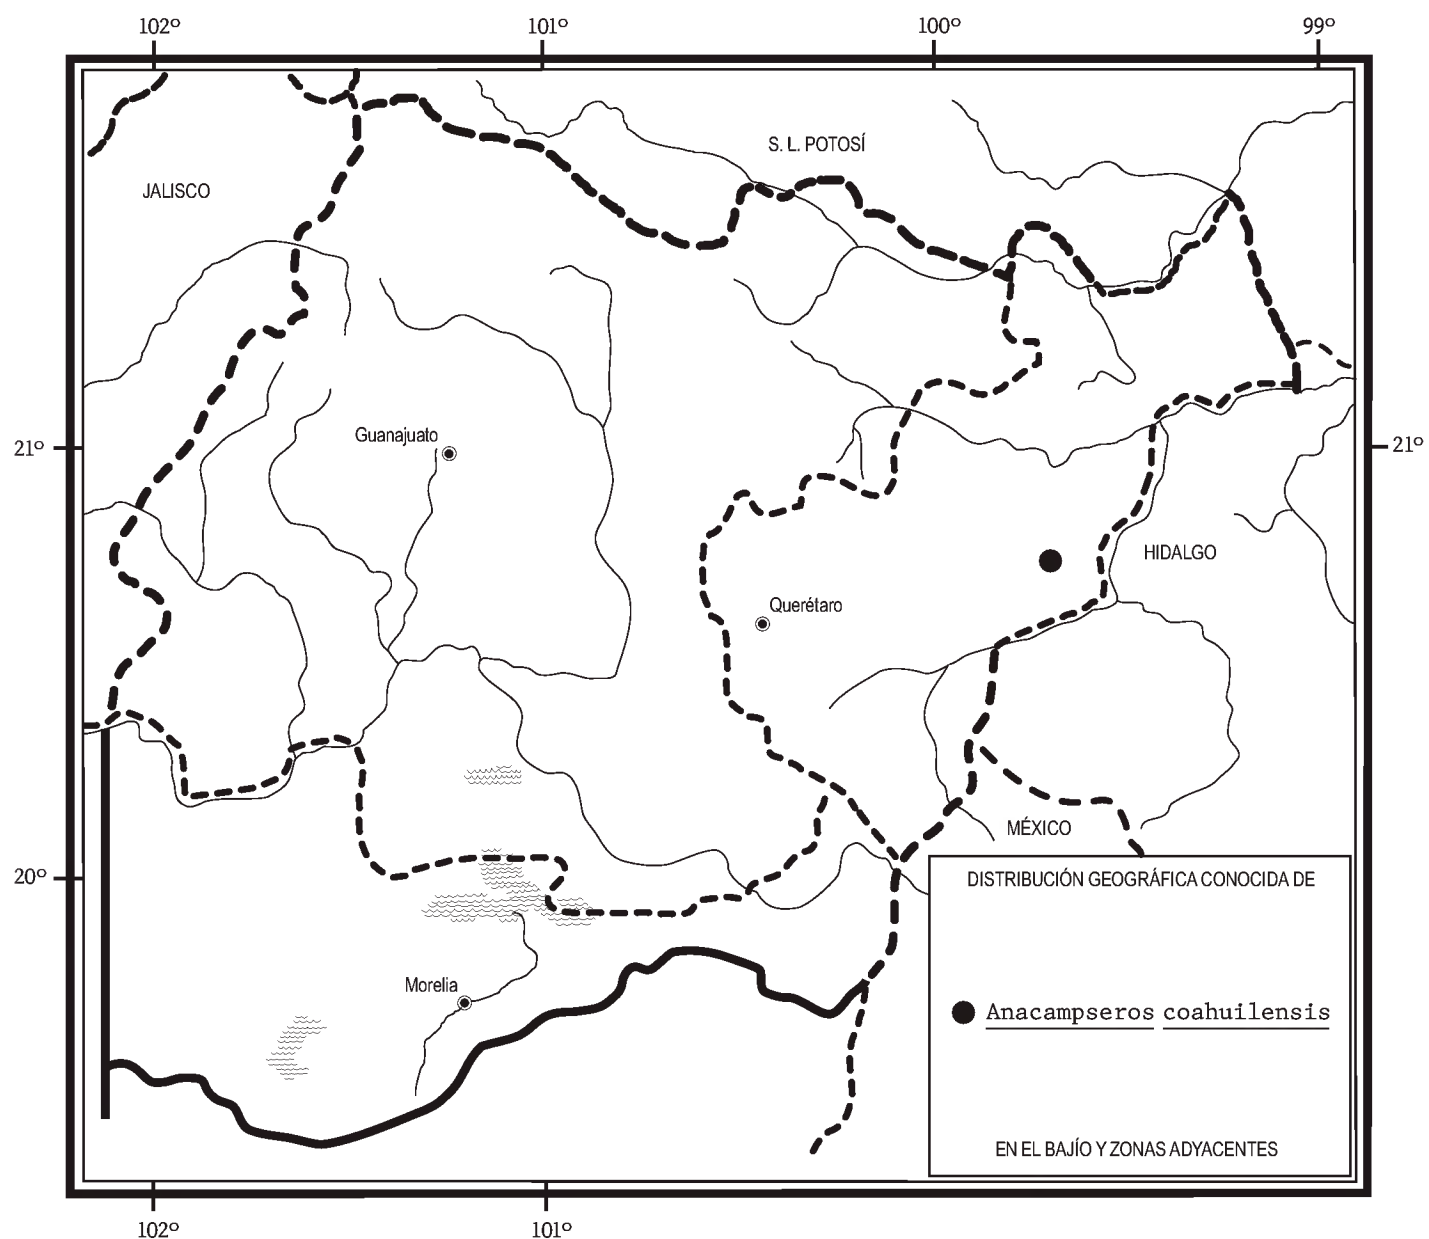 102º 101º 100º 99º
S. L. POTOSÍ
JALISCO
Guanajuato
21º 21º
HIDALGO
Querétaro
MÉXICO
20º
DISTRIBUCIÓN GEOGRÁFICA CONOCIDA DE
Morelia
Anacampseros coahuilensis
EN EL BAJÍO Y ZONAS ADYACENTES
102º 101º